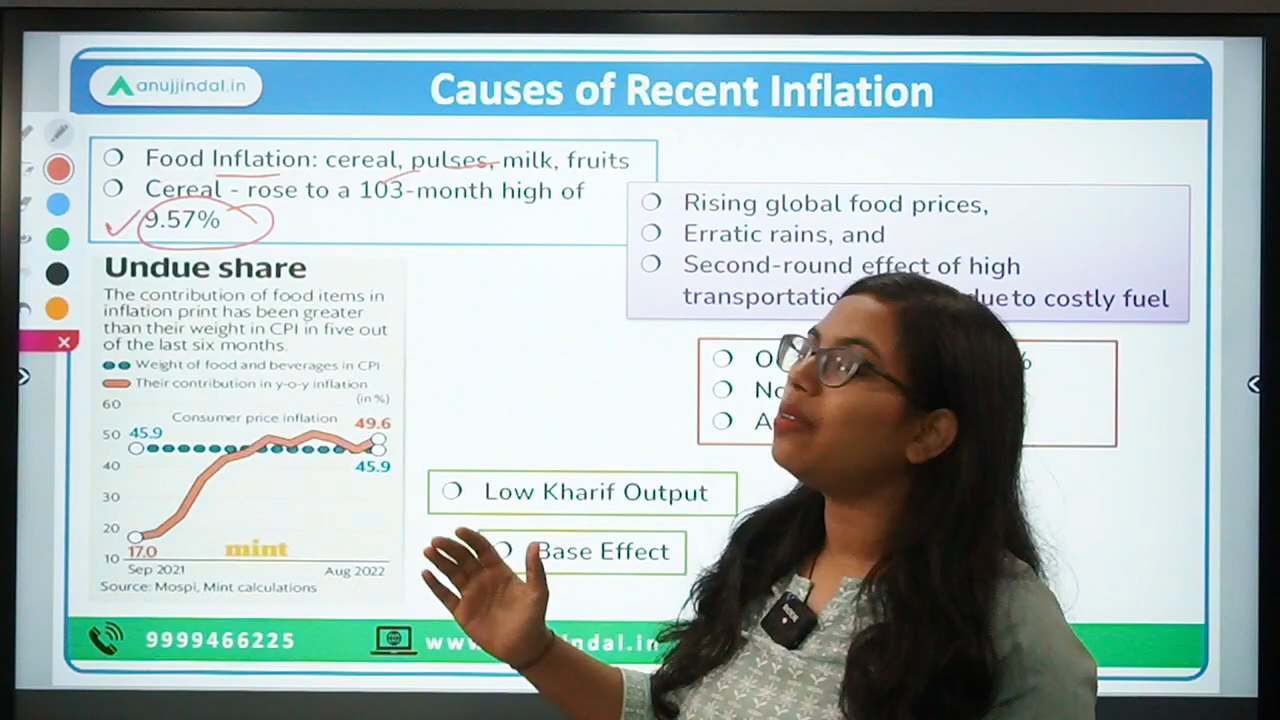 anujjindal.in
Causes of Recent Inflation
Food Inflation: cereal, pulses, milk, fruits
Cereal - rose to a 103-month high of
9.57%
Rising global food prices,
Erratic rains, and
Second-round effect of high
due to costly fuel
Undue share
The contribution of food items in
inflation print has been greater
than their weight in CPI in five out
of the last six months.
Weight of food and beverages in CPI
Their contribution in y-o-y inflation
(in %)
60
Consumer price inflation
49.6
50
45.9
40
45.9
30
20
17.0
10
mint
Sep 2021
Aug 2022
Source: Mospi, Mint calculations
Low Kharif Output
Base Effect
9999466225